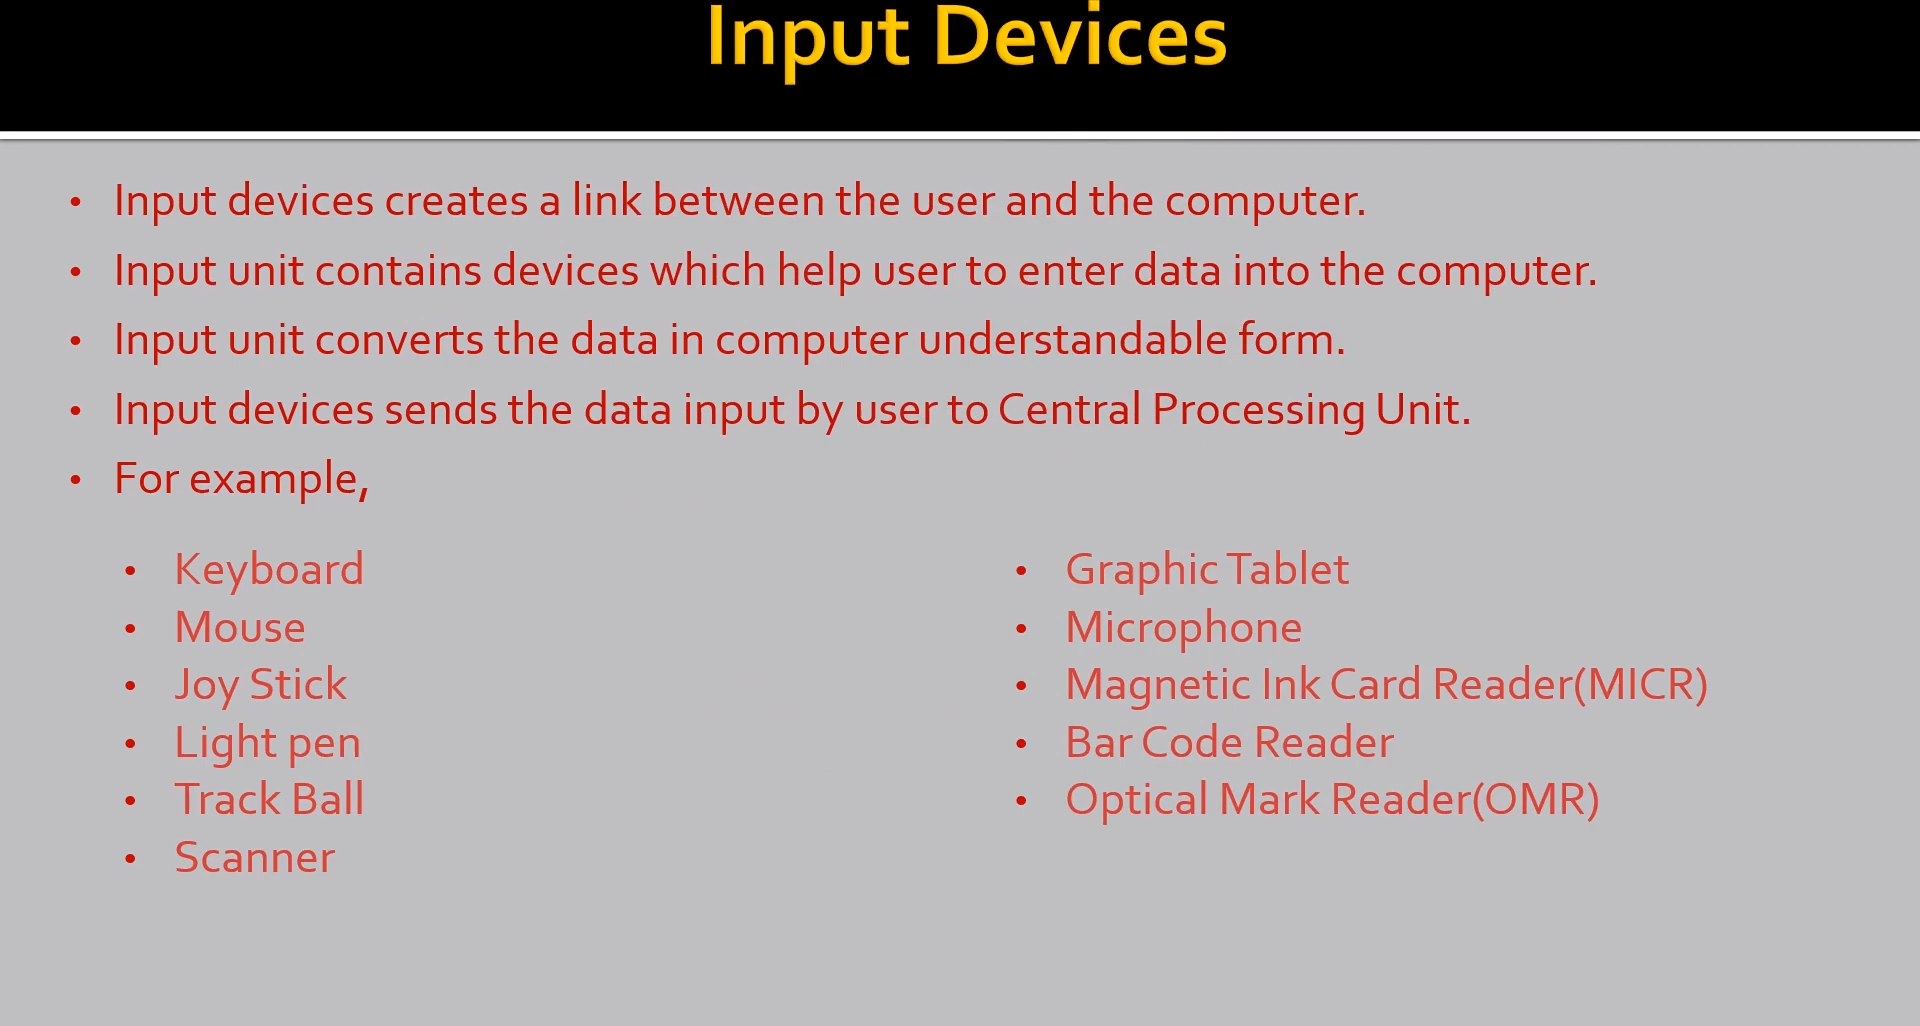 Input Devices
• Input devices creates a link between the user and the computer.
• Input unit contains devices which help user to enter data into the computer.
• Input unit converts the data in computer understandable form.
• Input devices sends the data input by user to Central Processing Unit.
• For example,
• Keyboard
• Mouse
• Joy Stick
• Light pen
• Track Ball
• Scanner
• Graphic Tablet
• Microphone
• Magnetic Ink Card Reader(MICR)
• Bar Code Reader
• Optical Mark Reader(OMR)